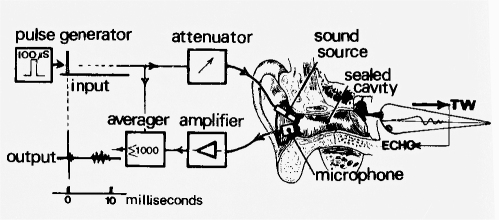 pulse generator
100 µS
input
attenuator
sound
source
sealed
cavity
TW
ECHO
averager
≤1000
amplifier
output
microphone
0
10
milliseconds